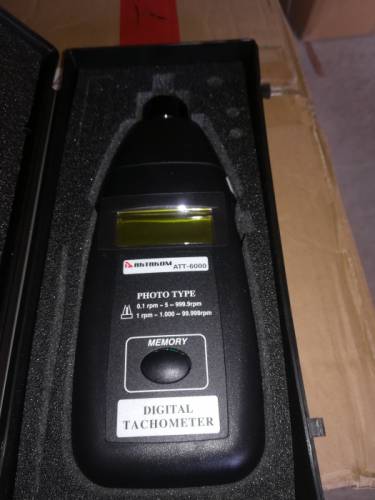 AKTAKOM ATT-6000
PHOTO TYPE
0.1 rpm ~ 5 ~ 999.9rpm
1 rpm ~ 1.000 ~ 99.999rpm
MEMORY
DIGITAL
TACHOMETER